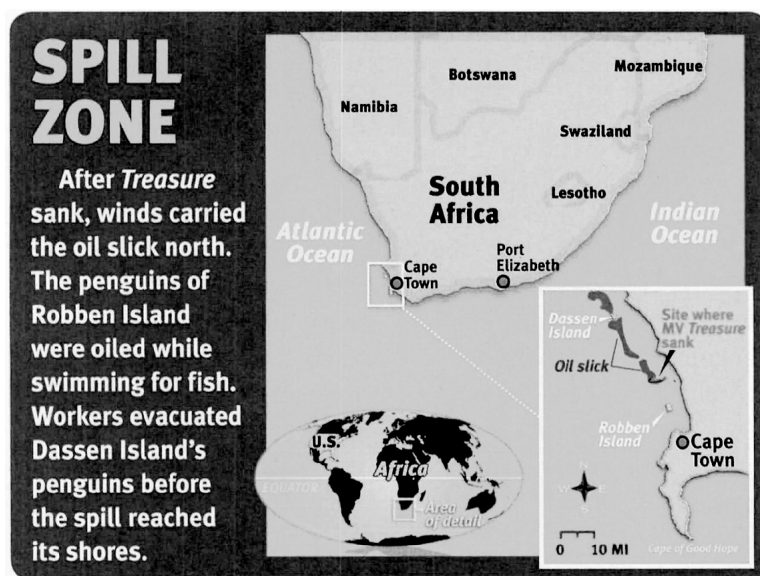 SPILL
ZONE
After Treasure
sank, winds carried
the oil slick north.
The penguins of
Robben Island
were oiled while
swimming for fish.
Workers evacuated
Dassen Island's
penguins before
the spill reached
its shores.
Mozambique
Botswana
Namibia
Swaziland
South
Africa
Lesotho
Atlantic
Ocean
Indian
Ocean
Port
Elizabeth
Cape
Town
Dassen
Island
Site where
MV Treasure
sank
Oil slick
Robben
Island
Cape
Town
N
W E
S
0 10 MI
Cape of Good Hope
U.S.
Africa
EQUATOR
Area
of detail